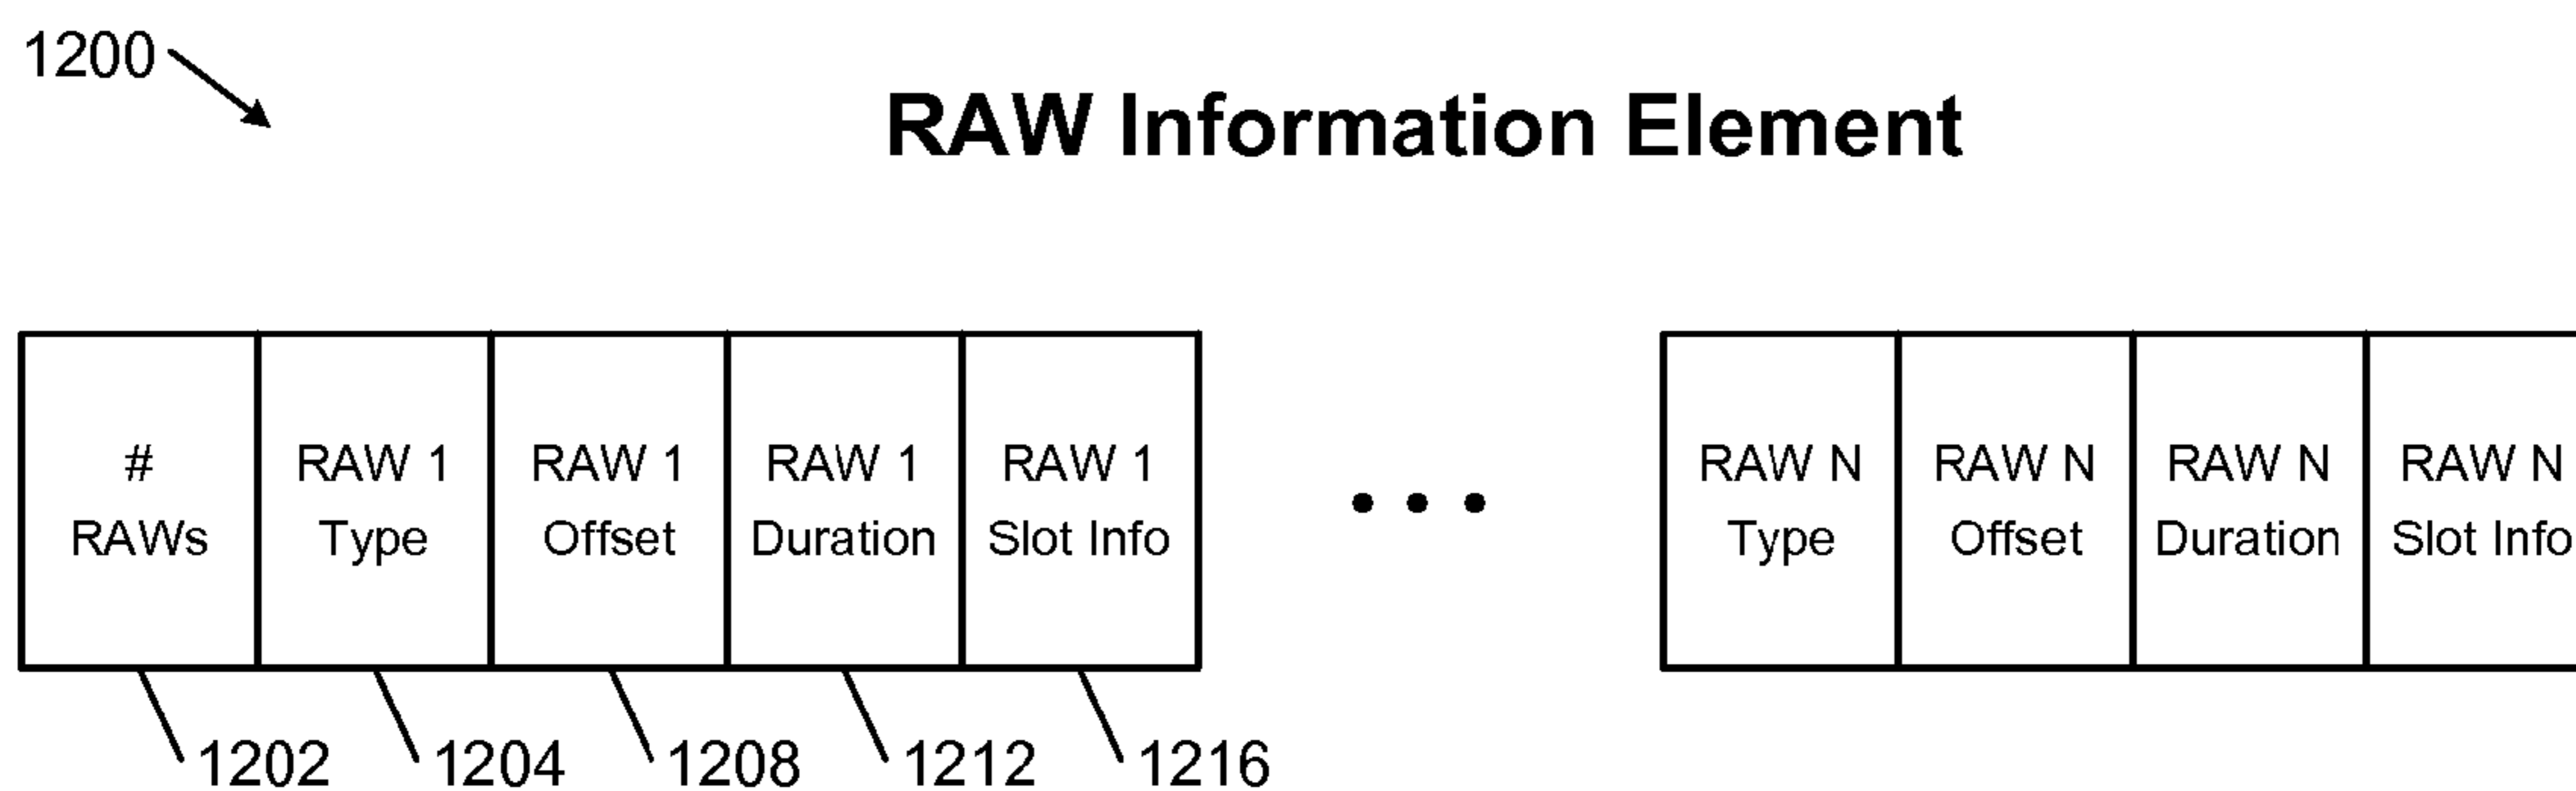 1200
RAW Information Element
#
RAWs
RAW 1
Type
RAW 1
Offset
RAW 1
Duration
RAW 1
Slot Info
RAW N
Type
RAW N
Offset
RAW N
Duration
RAW N
Slot Info
1202
1204
1208
1212
1216